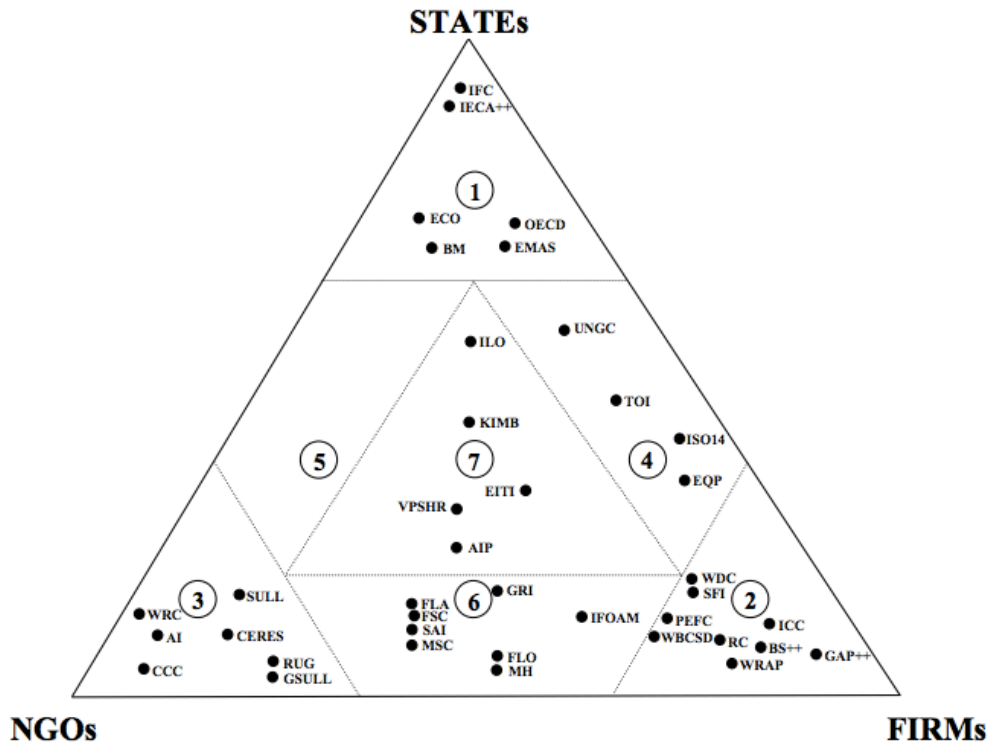 STATEs
IFC
IECA++
1
ECO
OECD
BM
EMAS
UNGC
ILO
TOI
KIMB
ISO14
5
7
4
EITI
EQP
VPSHR
AIP
WDC
GRI
SFI
SULL
3
6
2
FLA
WRC
FSC
IFOAM
PEFC
ICC
SAI
AI
CERES
WBCSD
RC
MSC
BS++
FLO
GAP++
RUG
WRAP
CCC
MH
GSULL
NGOs
FIRMs